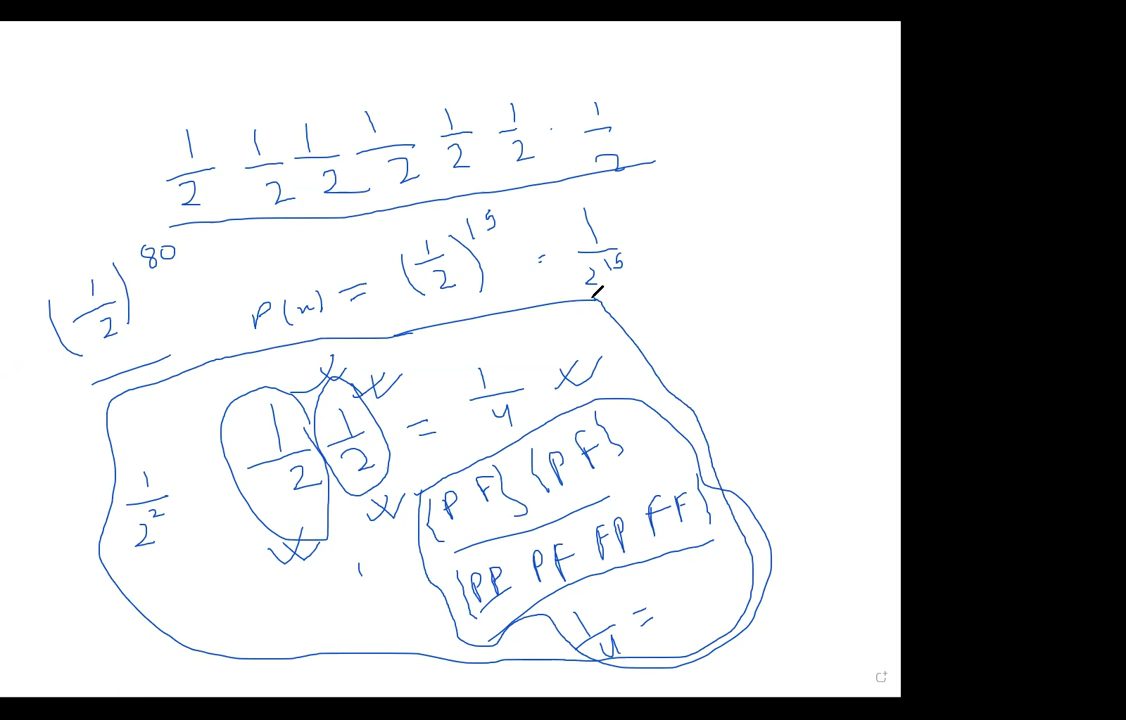 1/2 1/2 1/2 1/2 1/2 1/2 . 1/2
(1/2)^80
P(n) = (1/2)^15 = 1/2^15
1/2 1/2 = 1/4
1/2^2
{P F} {P F}
{PP PF FP FF}
1/4 =